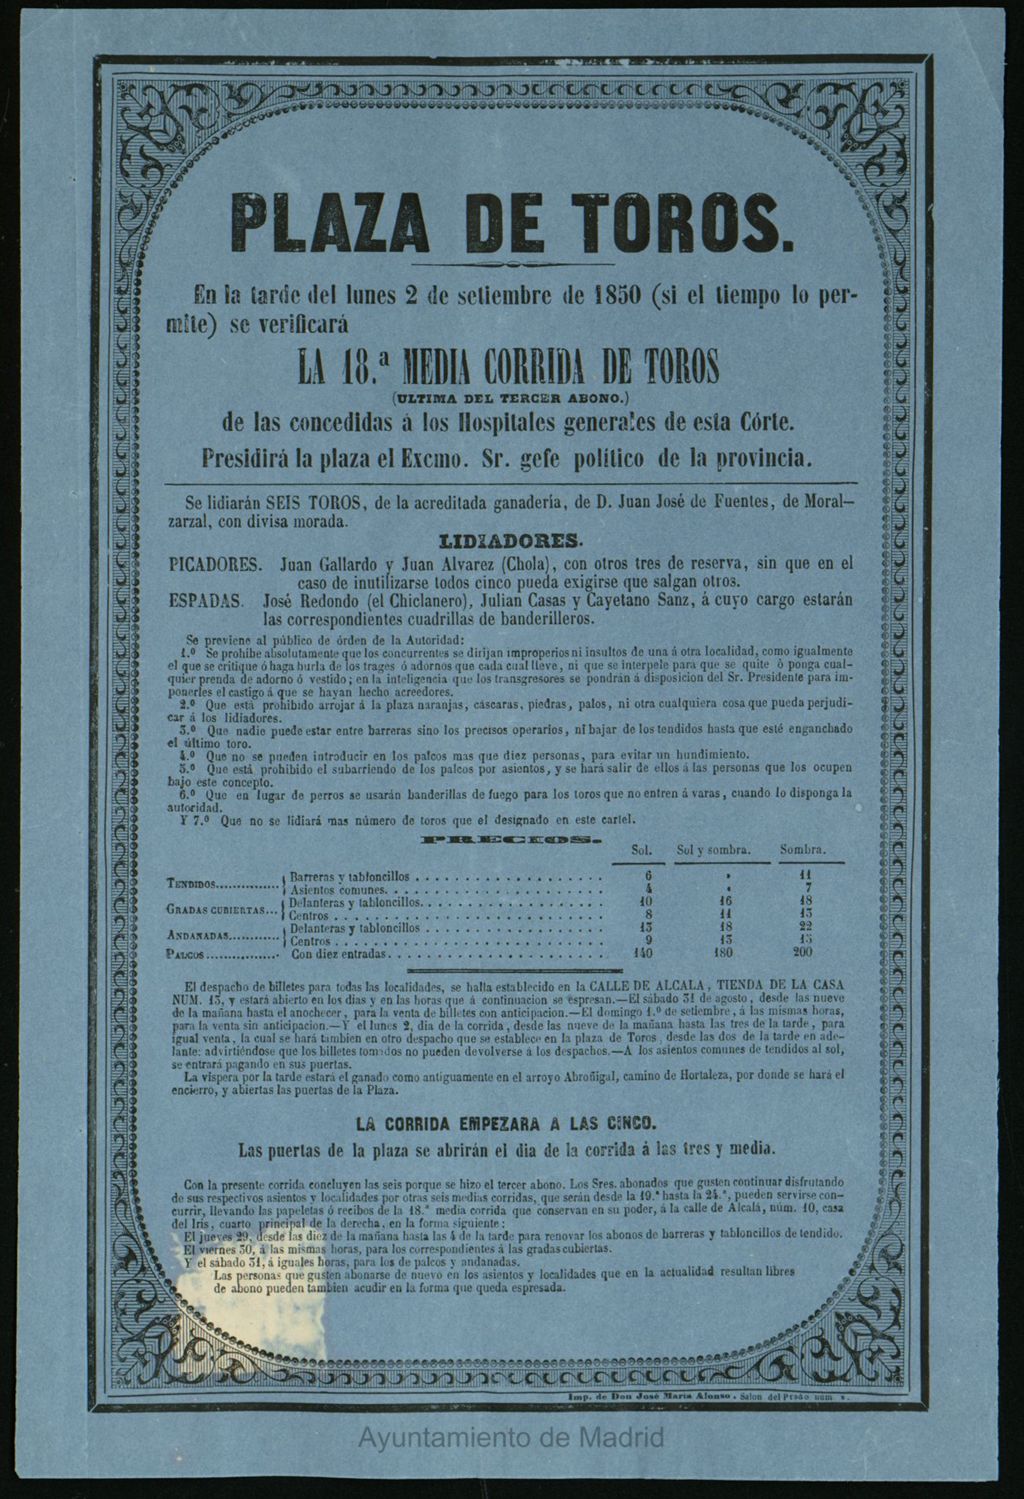 PLAZA DE TOROS.
En la tarde del lunes 2 de setiembre de 1850 (si el tiempo lo per-
mite) se verificará
LA 18.ª MEDIA CORRIDA DE TOROS
(ULTIMA DEL TERCER ABONO.)
de las concedidas á los Hospitales generales de esta Córte.
Presidirá la plaza el Excmo. Sr. gefe político de la provincia.
Se lidiarán SEIS TOROS, de la acreditada ganadería, de D. Juan José de Fuentes, de Moral-
zarzal, con divisa morada.
LIDIADORES.
PICADORES. Juan Gallardo y Juan Alvarez (Chola), con otros tres de reserva, sin que en el
caso de inutilizarse todos cinco pueda exigirse que salgan otros.
ESPADAS. José Redondo (el Chiclanero), Julian Casas y Cayetano Sanz, á cuyo cargo estarán
las correspondientes cuadrillas de banderilleros.
Se previene al público de órden de la Autoridad:
1.º Se prohibe absolutamente que los concurrentes se dirijan improperios ni insultos de una á otra localidad, como igualmente
el que se critique ó haga burla de los trages ó adornos que cada cual lleve, ni que se interpele para que se quite ó ponga cual-
quier prenda de adorno ó vestido; en la inteligencia que los transgresores se pondrán á disposicion del Sr. Presidente para im-
ponerles el castigo á que se hayan hecho acreedores.
2.º Que está prohibido arrojar á la plaza naranjas, cáscaras, piedras, palos, ni otra cualquiera cosa que pueda perjudi-
car á los lidiadores.
3.º Que nadie puede estar entre barreras sino los precisos operarios, ni bajar de los tendidos hasta que esté enganchado
el último toro.
4.º Que no se pueden introducir en los palcos mas que diez personas, para evitar un hundimiento.
5.º Que está prohibido el subarriendo de los palcos por asientos, y se hará salir de ellos á las personas que los ocupen
bajo este concepto.
6.º Que en lugar de perros se usarán banderillas de fuego para los toros que no entren á varas, cuando lo disponga la
autoridad.
Y 7.º Que no se lidiará mas número de toros que el designado en este cartel.
PRECIOS.
Sol. Sol y sombra. Sombra.
TENDIDOS............... Barreras y tabloncillos . . . . . . . . . . . . . . . . . . 6 » 11
Asientos comunes. . . . . . . . . . . . . . . . . . . . 4 « 7
GRADAS CUBIERTAS... Delanteras y tabloncillos. . . . . . . . . . . . . . . . . 10 16 18
Centros . . . . . . . . . . . . . . . . . . . . . . . . 8 11 13
ANDANADAS........... Delanteras y tabloncillos . . . . . . . . . . . . . . . . . 13 18 22
Centros . . . . . . . . . . . . . . . . . . . . . . . . 9 13 15
PALCOS................. Con diez entradas. . . . . . . . . . . . . . . . . . . . 140 180 200
El despacho de billetes para todas las localidades, se halla establecido en la CALLE DE ALCALA, TIENDA DE LA CASA
NUM. 13, y estará abierto en los dias y en las horas que á continuacion se espresan.—El sábado 31 de agosto, desde las nueve
de la mañana hasta el anochecer, para la venta de billetes con anticipacion.—El domingo 1.º de setiembre, á las mismas horas,
para la venta sin anticipacion.—Y el lunes 2, dia de la corrida, desde las nueve de la mañana hasta las tres de la tarde, para
igual venta, la cual se hará tambien en otro despacho que se establece en la plaza de Toros, desde las dos de la tarde en ade-
lante: advirtiéndose que los billetes tomados no pueden devolverse á los despachos.—A los asientos comunes de tendidos al sol,
se entrará pagando en sus puertas.
La víspera por la tarde estará el ganado como antiguamente en el arroyo Abroñigal, camino de Hortaleza, por donde se hará el
encierro, y abiertas las puertas de la Plaza.
LA CORRIDA EMPEZARA A LAS CINCO.
Las puertas de la plaza se abrirán el dia de la corrida á las tres y media.
Con la presente corrida concluyen las seis porque se hizo el tercer abono. Los Sres. abonados que gusten continuar disfrutando
de sus respectivos asientos y localidades por otras seis medias corridas, que serán desde la 19.ª hasta la 24.ª, pueden servirse con-
currir, llevando las papeletas ó recibos de la 18.ª media corrida que conservan en su poder, á la calle de Alcalá, núm. 10, casa
del Iris, cuarto principal de la derecha, en la forma siguiente:
El jueves 29, desde las diez de la mañana hasta las 4 de la tarde para renovar los abonos de barreras y tabloncillos de tendido.
El viernes 30, á las mismas horas, para los correspondientes á las gradas cubiertas.
Y el sábado 31, á iguales horas, para los de palcos y andanadas.
Las personas que gusten abonarse de nuevo en los asientos y localidades que en la actualidad resultan libres
de abono pueden tambien acudir en la forma que queda espresada.
Imp. de Don José María Alonso, Salon del Prado núm
Ayuntamiento de Madrid